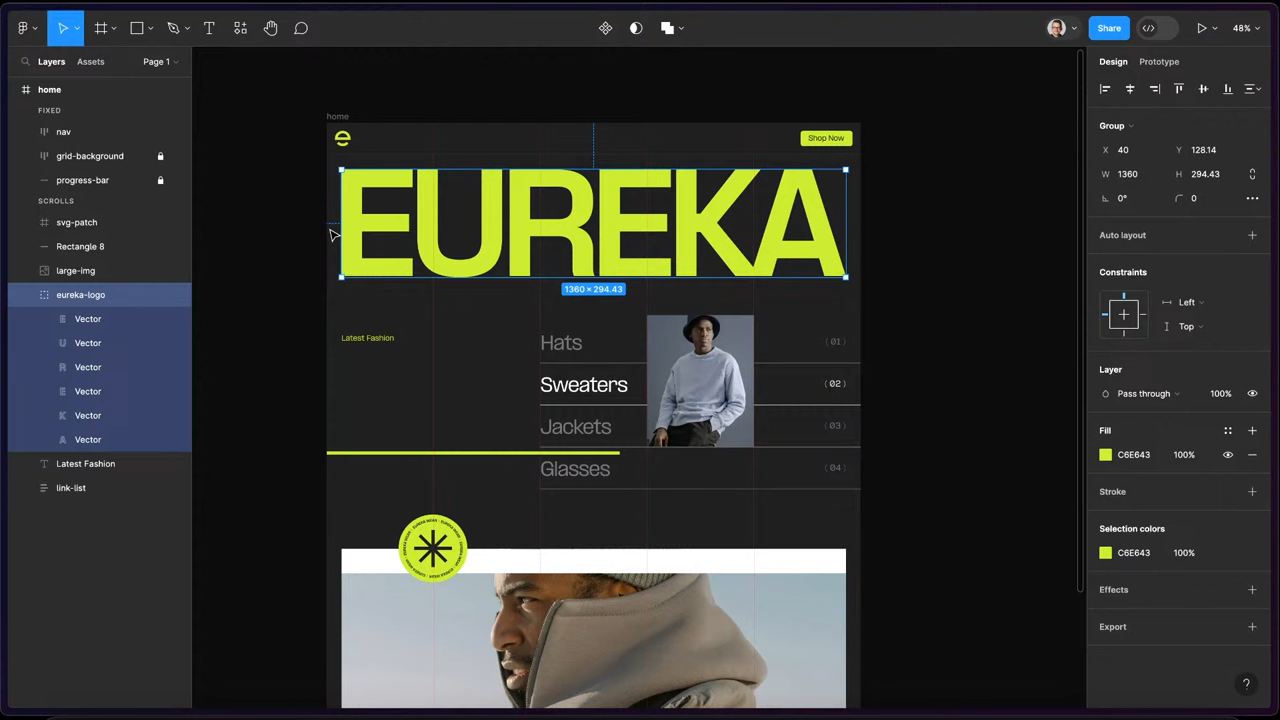 Share
48%
Layers
Assets
Page 1
home
FIXED
nav
grid-background
progress-bar
SCROLLS
svg-patch
Rectangle 8
large-img
eureka-logo
Vector
Vector
Vector
Vector
Vector
Vector
Latest Fashion
link-list
home
Shop Now
EUREKA
1360 × 294.43
Latest Fashion
Hats
(01)
Sweaters
(02)
Jackets
(03)
Glasses
(04)
Design
Prototype
Group
X 40
Y 128.14
W 1360
H 294.43
0°
0
Auto layout
Constraints
Left
Top
Layer
Pass through
100%
Fill
C6E643
100%
Stroke
Selection colors
C6E643
100%
Effects
Export
?